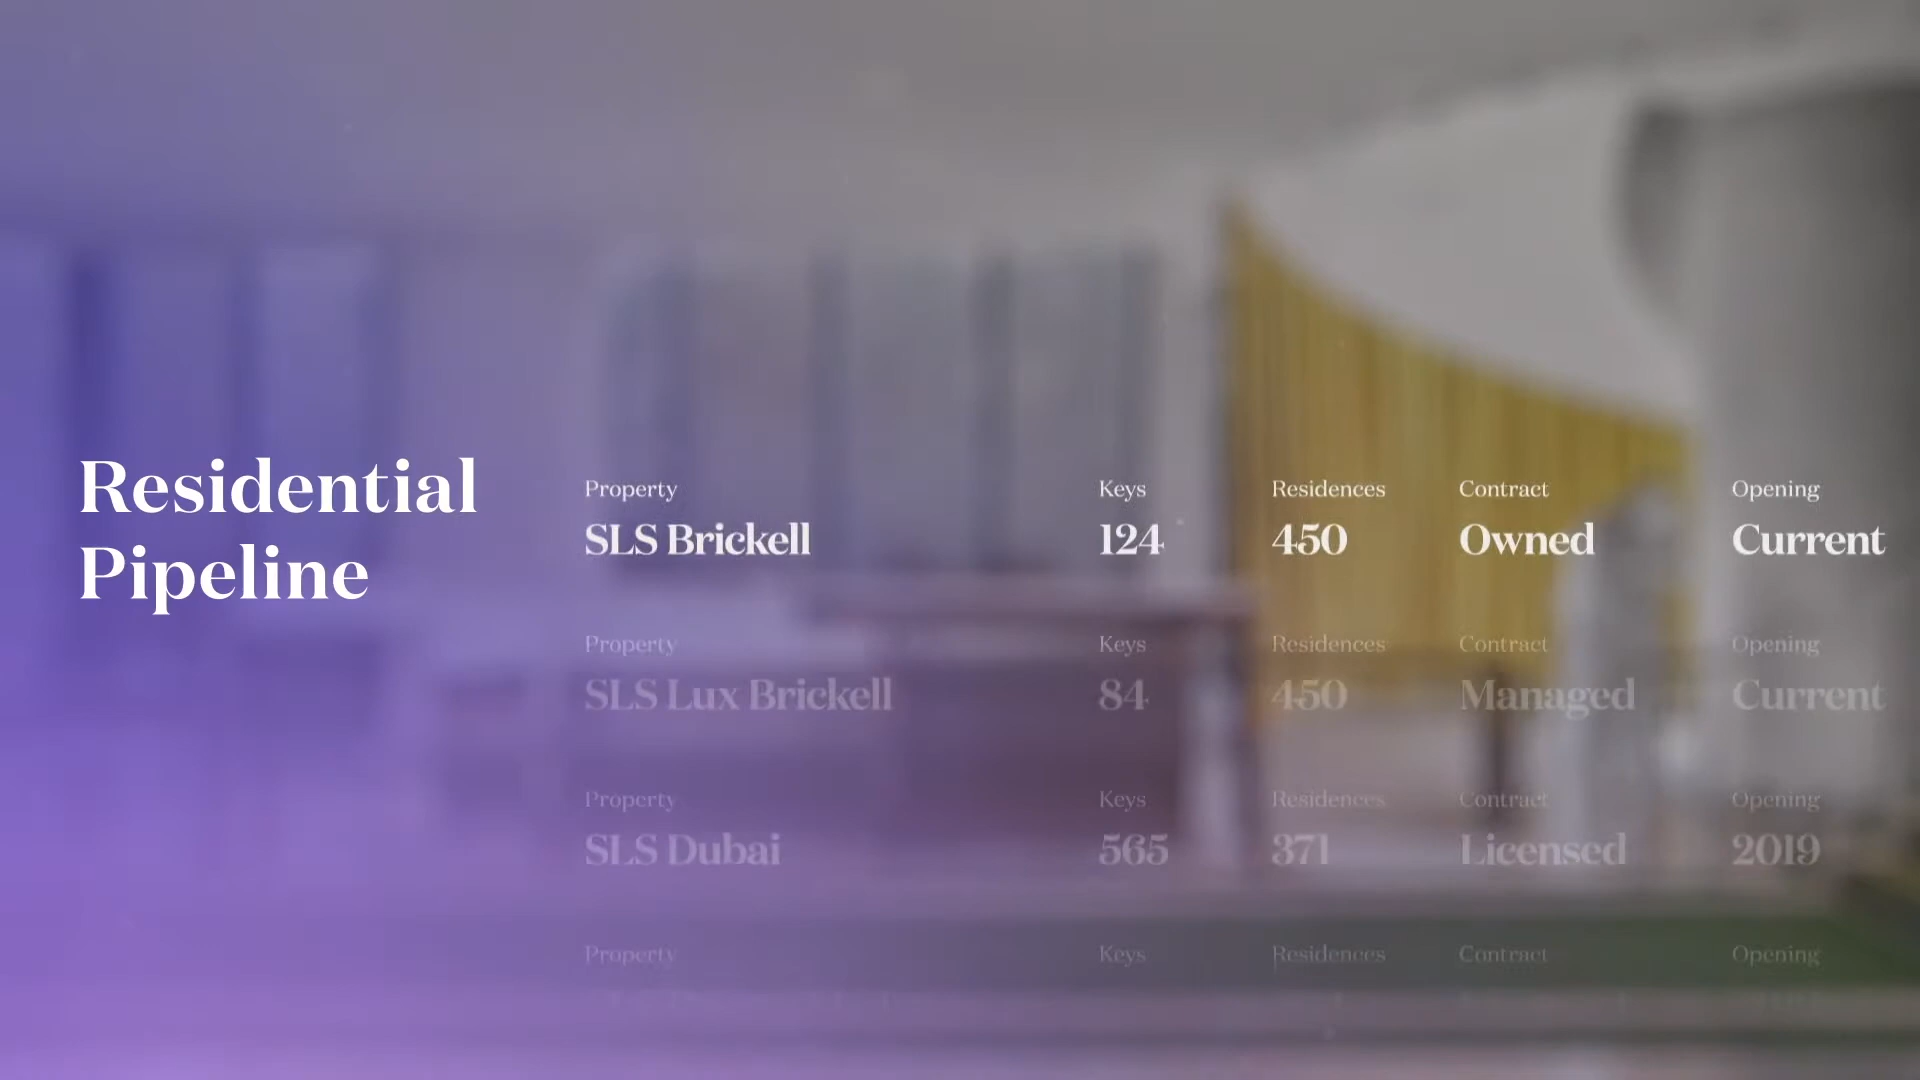 Residential
Pipeline
Property Keys Residences Contract Opening
SLS Brickell 124 450 Owned Current
Property Keys Residences Contract Opening
SLS Lux Brickell 84 450 Managed Current
Property Keys Residences Contract Opening
SLS Dubai 565 371 Licensed 2019
Property Keys Residences Contract Opening